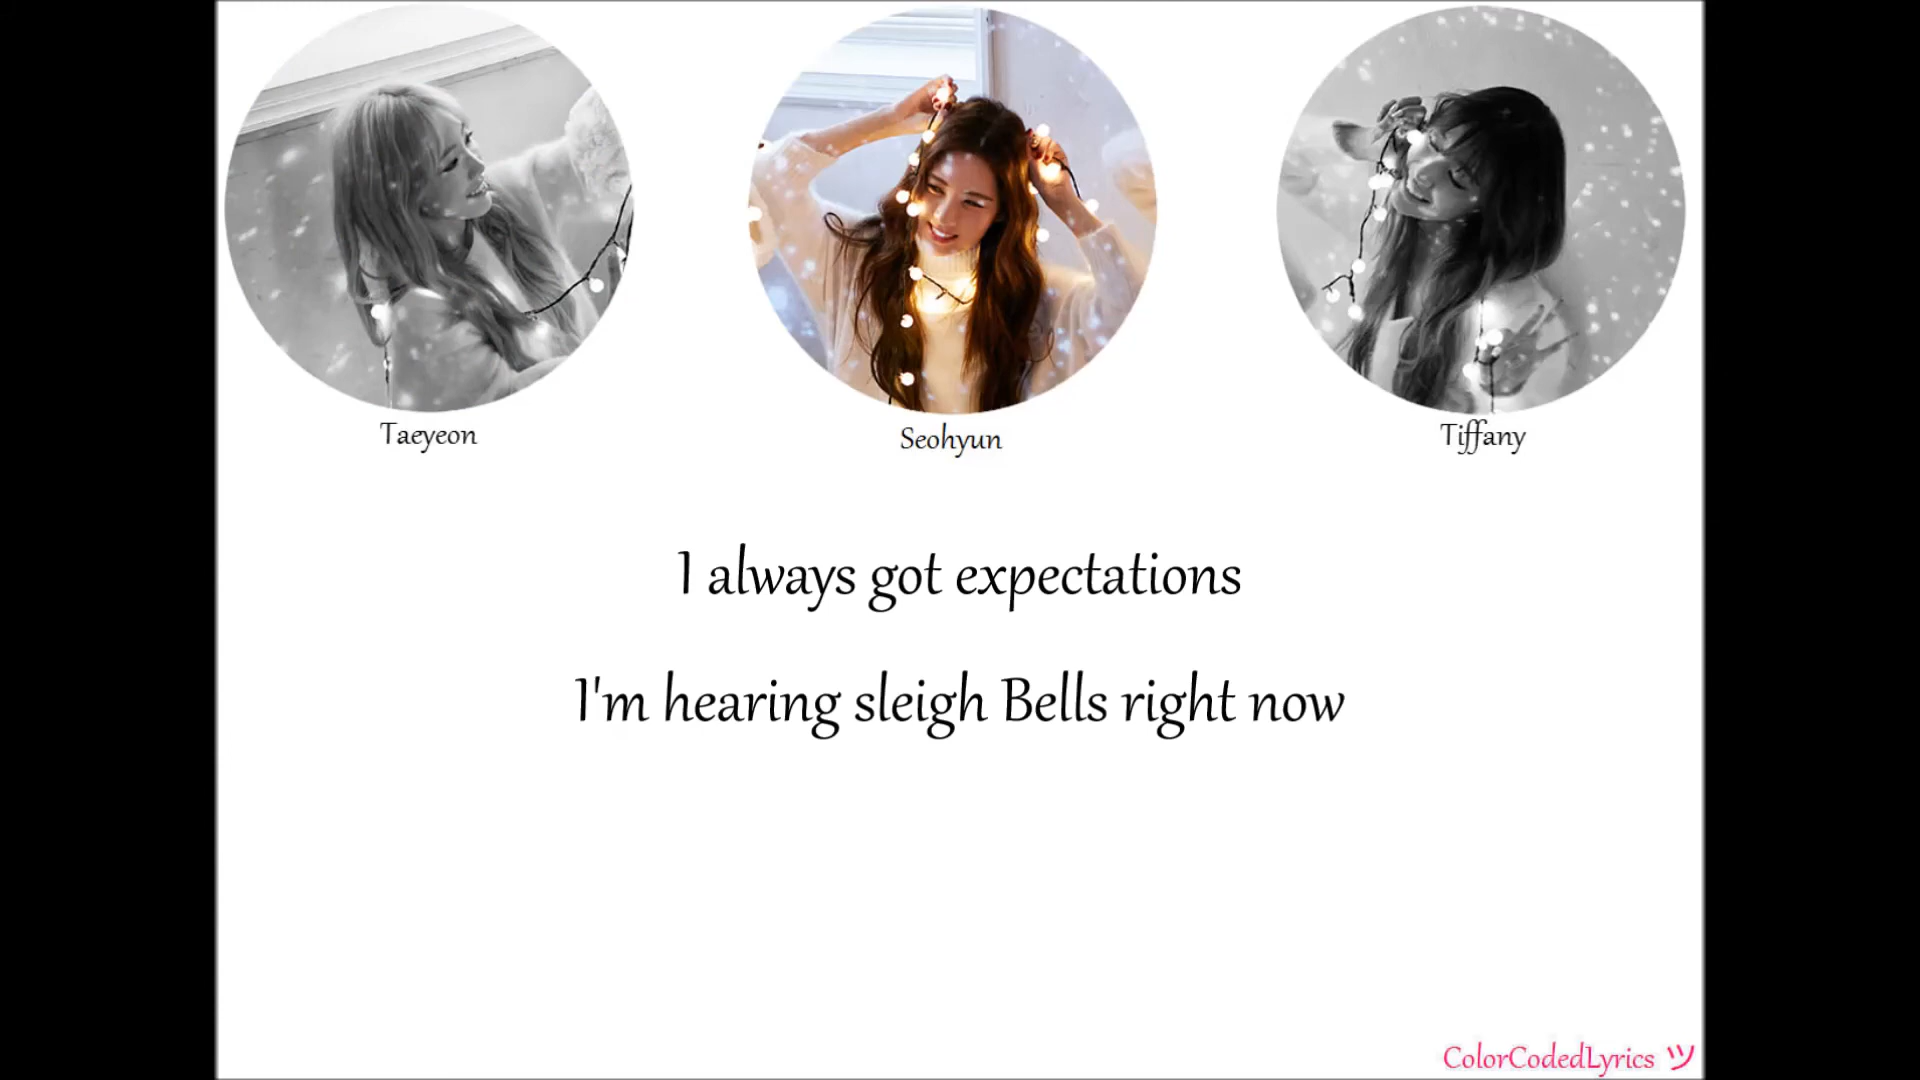 Taeyeon
Seohyun
Tiffany
I always got expectations
I'm hearing sleigh Bells right now
ColorCodedLyrics ツ